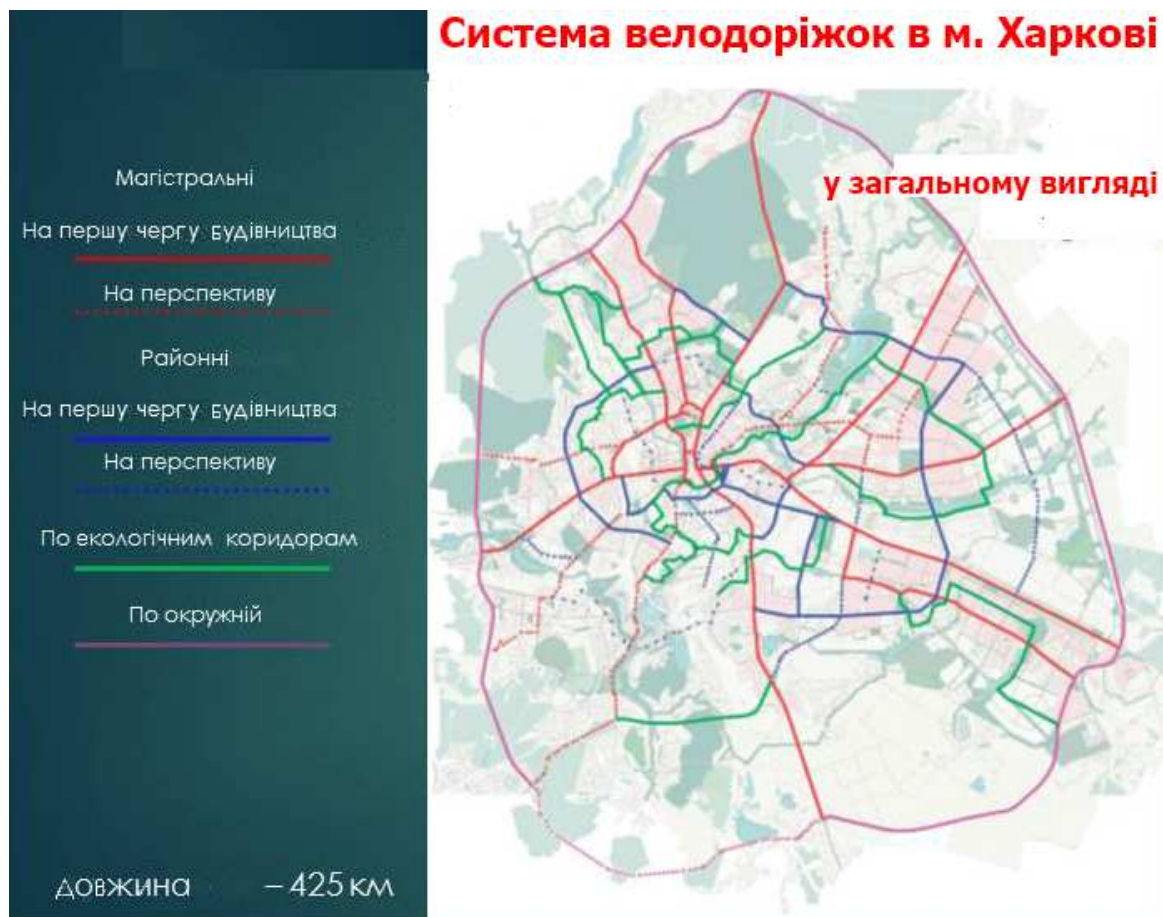 Система велодоріжок в м. Харкові
у загальному вигляді
Магістральні
На першу чергу будівництва
На перспективу
Районні
На першу чергу будівництва
На перспективу
По екологічним коридорам
По окружній
довжина – 425 км